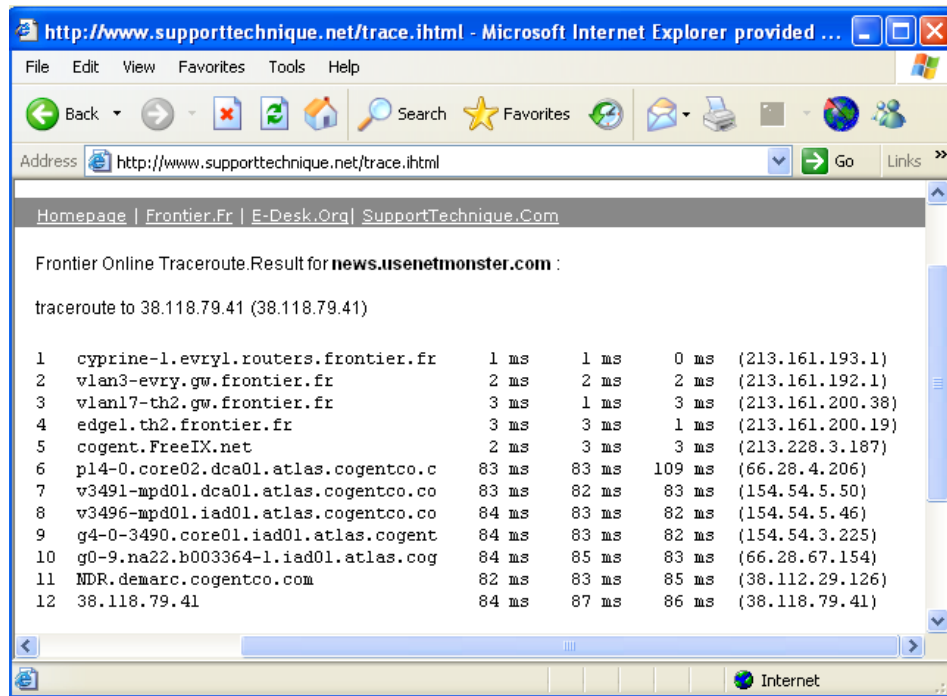 http://www.supporttechnique.net/trace.ihtml - Microsoft Internet Explorer provided ...
File Edit View Favorites Tools Help
Back Search Favorites
Address http://www.supporttechnique.net/trace.ihtml Go Links »
Homepage | Frontier.Fr | E-Desk.Org| SupportTechnique.Com
Frontier Online Traceroute.Result for news.usenetmonster.com :
traceroute to 38.118.79.41 (38.118.79.41)
1 cyprine-1.evry1.routers.frontier.fr 1 ms 1 ms 0 ms (213.161.193.1)
2 vlan3-evry.gw.frontier.fr 2 ms 2 ms 2 ms (213.161.192.1)
3 vlan17-th2.gw.frontier.fr 3 ms 1 ms 3 ms (213.161.200.38)
4 edge1.th2.frontier.fr 3 ms 3 ms 1 ms (213.161.200.19)
5 cogent.FreeIX.net 2 ms 3 ms 3 ms (213.228.3.187)
6 p14-0.core02.dca01.atlas.cogentco.c 83 ms 83 ms 109 ms (66.28.4.206)
7 v3491-mpd01.dca01.atlas.cogentco.co 83 ms 82 ms 83 ms (154.54.5.50)
8 v3496-mpd01.iad01.atlas.cogentco.co 84 ms 83 ms 82 ms (154.54.5.46)
9 g4-0-3490.core01.iad01.atlas.cogent 84 ms 83 ms 82 ms (154.54.3.225)
10 g0-9.na22.b003364-1.iad01.atlas.cog 84 ms 85 ms 83 ms (66.28.67.154)
11 NDR.demarc.cogentco.com 82 ms 83 ms 85 ms (38.112.29.126)
12 38.118.79.41 84 ms 87 ms 86 ms (38.118.79.41)
Internet